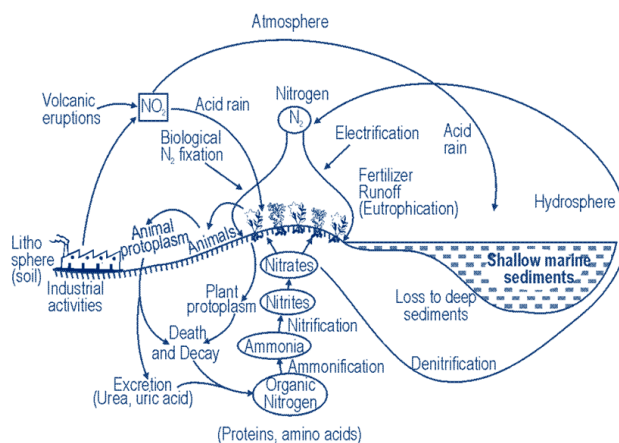 Atmosphere
Nitrogen
N2
NO2
Volcanic
eruptions
Acid rain
Biological
N2 fixation
Electrification
Acid
rain
Fertilizer
Runoff
(Eutrophication)
Hydrosphere
Animal
protoplasm
Animals
Litho
sphere
(soil)
Industrial
activities
Nitrates
Shallow marine
sediments
Plant
protoplasm
Nitrites
Loss to deep
sediments
Nitrification
Death
and Decay
Ammonia
Denitrification
Ammonification
Excretion
(Urea, uric acid)
Organic
Nitrogen
(Proteins, amino acids)